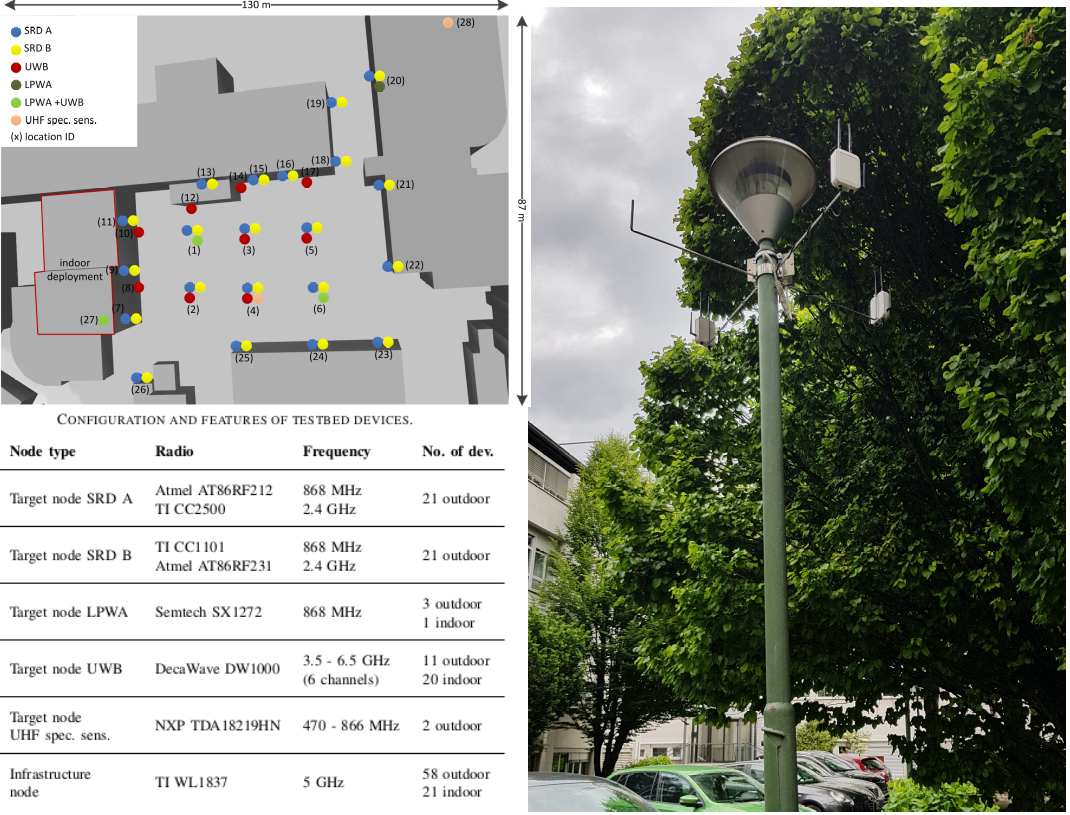 130 m
SRD A
SRD B
UWB
LPWA
LPWA +UWB
UHF spec. sens.
(x) location ID
(28)
(20)
(19)
87 m
(18)
(17)
(16)
(15)
(14)
(13)
(12)
(21)
(11)
(10)
(1)
(3)
(5)
indoor
deployment
(9)
(22)
(8)
(2)
(4)
(6)
(7)
(27)
(25)
(24)
(23)
(26)
CONFIGURATION AND FEATURES OF TESTBED DEVICES.
Node type Radio Frequency No. of dev.
Target node SRD A Atmel AT86RF212 868 MHz 21 outdoor
TI CC2500 2.4 GHz
Target node SRD B TI CC1101 868 MHz 21 outdoor
Atmel AT86RF231 2.4 GHz
Target node LPWA Semtech SX1272 868 MHz 3 outdoor
1 indoor
Target node UWB DecaWave DW1000 3.5 - 6.5 GHz 11 outdoor
(6 channels) 20 indoor
Target node NXP TDA18219HN 470 - 866 MHz 2 outdoor
UHF spec. sens.
Infrastructure TI WL1837 5 GHz 58 outdoor
node 21 indoor